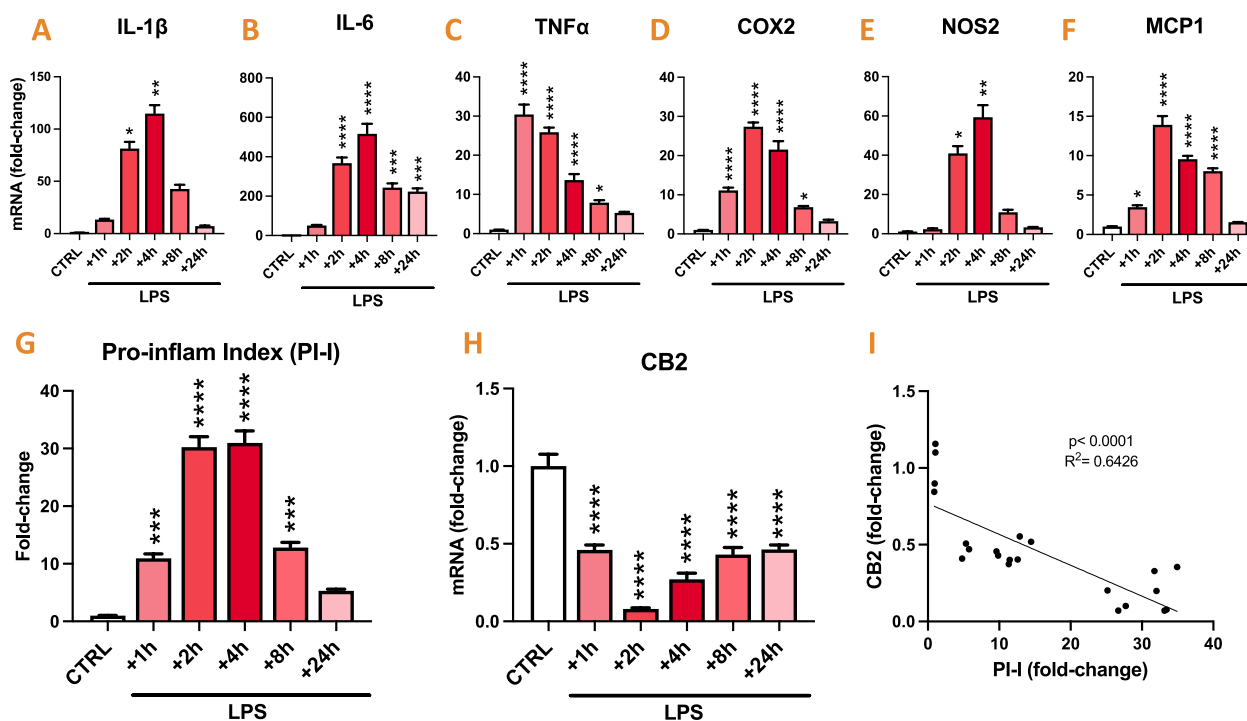 A IL-1β
mRNA (fold-change)
150
100
50
0
*
**
CTRL +1h +2h +4h +8h +24h
LPS
B IL-6
800
600
400
200
0
****
****
***
***
CTRL +1h +2h +4h +8h +24h
LPS
C TNFα
40
30
20
10
0
****
****
****
*
CTRL +1h +2h +4h +8h +24h
LPS
D COX2
40
30
20
10
0
****
****
****
*
CTRL +1h +2h +4h +8h +24h
LPS
E NOS2
80
60
40
20
0
*
**
CTRL +1h +2h +4h +8h +24h
LPS
F MCP1
20
15
10
5
0
*
****
****
****
CTRL +1h +2h +4h +8h +24h
LPS
G Pro-inflam Index (PI-I)
Fold-change
40
30
20
10
0
***
****
****
***
CTRL +1h +2h +4h +8h +24h
LPS
H CB2
mRNA (fold-change)
1.5
1.0
0.5
0.0
****
****
****
****
****
CTRL +1h +2h +4h +8h +24h
LPS
I
CB2 (fold-change)
1.5
1.0
0.5
0.0
p< 0.0001
R²= 0.6426
0 10 20 30 40
PI-I (fold-change)